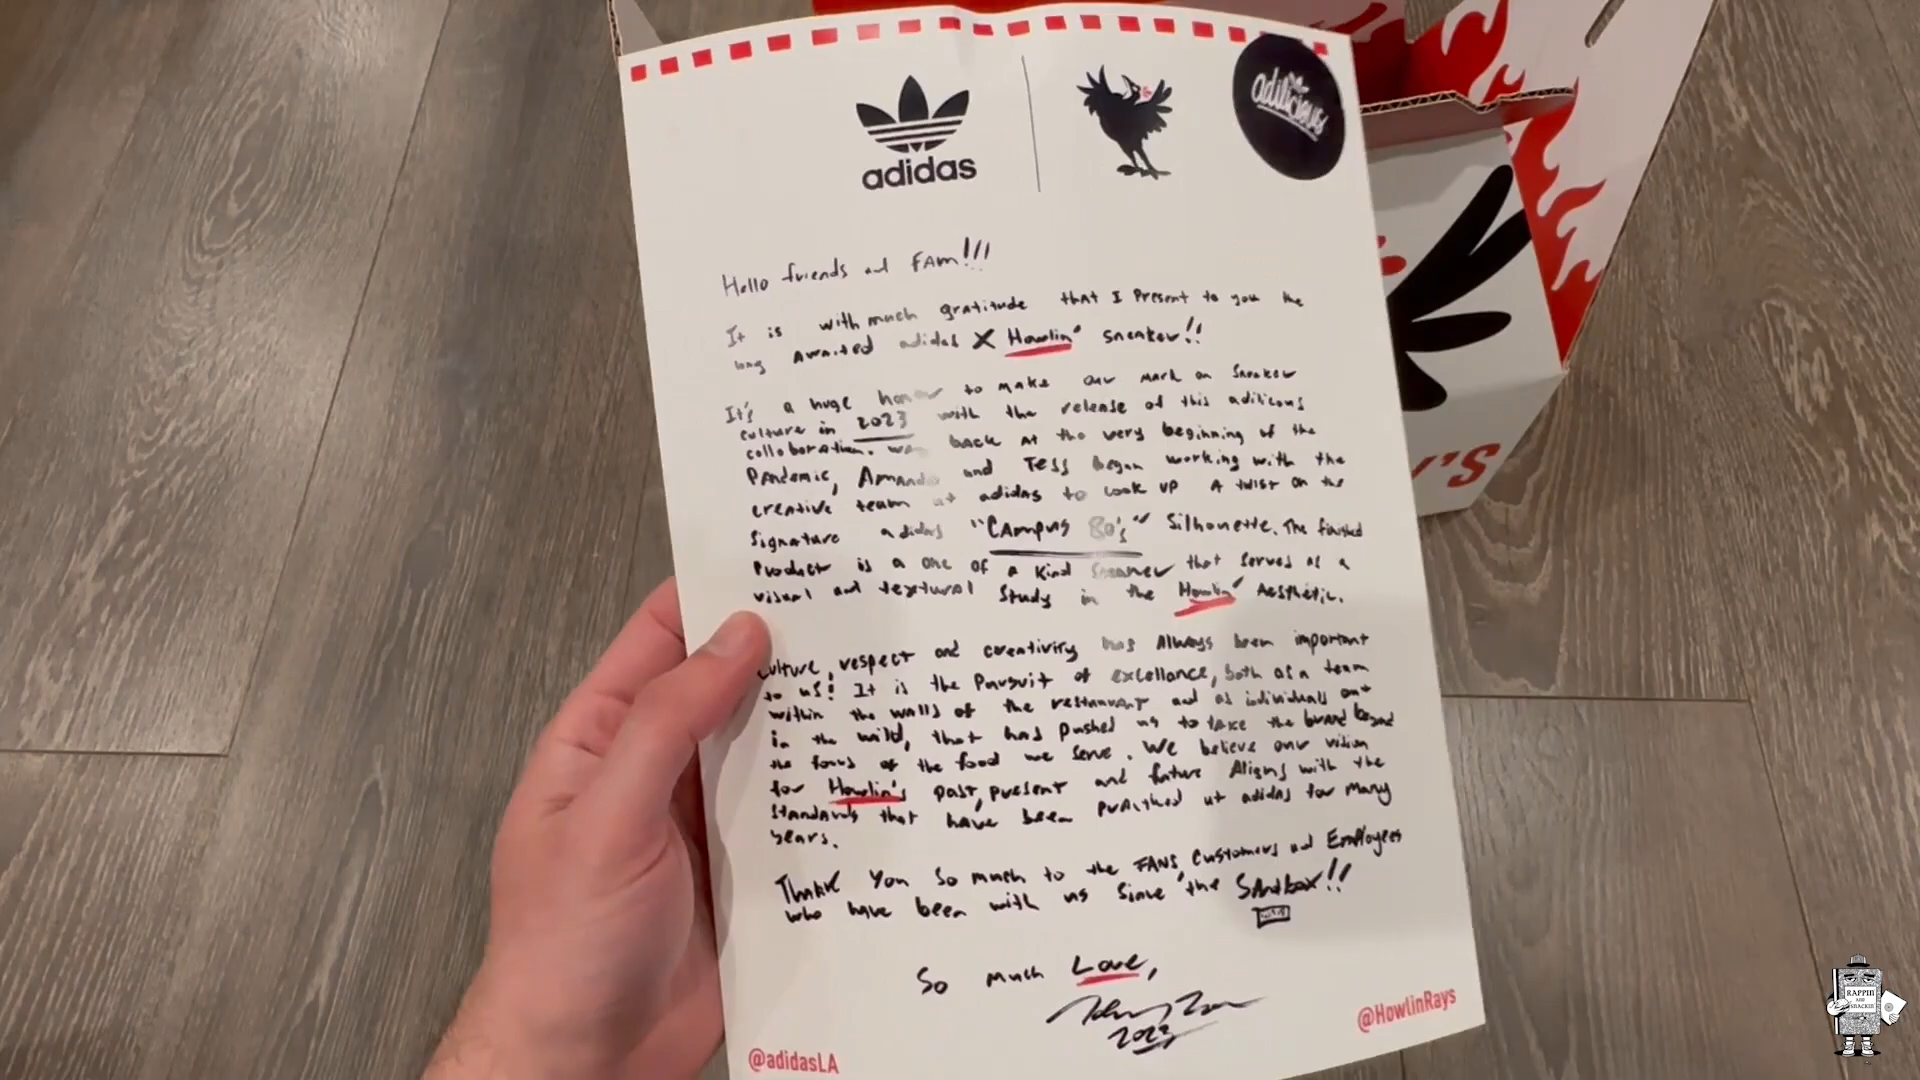 adidas
adilicious
Hello friends and FAM!!!
It is with much gratitude that I Present to you the
long Awaited adidas X Howlin' Sneaker!!
It's a huge honor to make our mark on Sneaker
culture in 2023 with the release of this adilicous
collaboration. way back At the very beginning of the
Pandemic, Amanda and Tess began working with the
creative team at adidas to cook up A twist on the
Signature adidas "CAmpus 80's" Silhouette. The finished
Product is a one of a kind Sneaker that serves as a
visual and textural Study in the Howlin' Aesthetic.
culture, respect and creativity has Always been important
to us! It is the Pursuit of excellance, both as a team
within the walls of the restaurant and as individuals out
in the wild, that has pushed us to take the brand beyond
the focus of the food we serve. We believe our vision
for Howlin's past, present and future Aligns with the
Standards that have been at adidas for many
years.
Thank You So much to the FANS, Customers and Employees
who have been with us Since "the SAndbox!!
So much Love,
2023
@adidasLA
@HowlinRays
Y'S
RAPPIN
AND
SNACKIN'